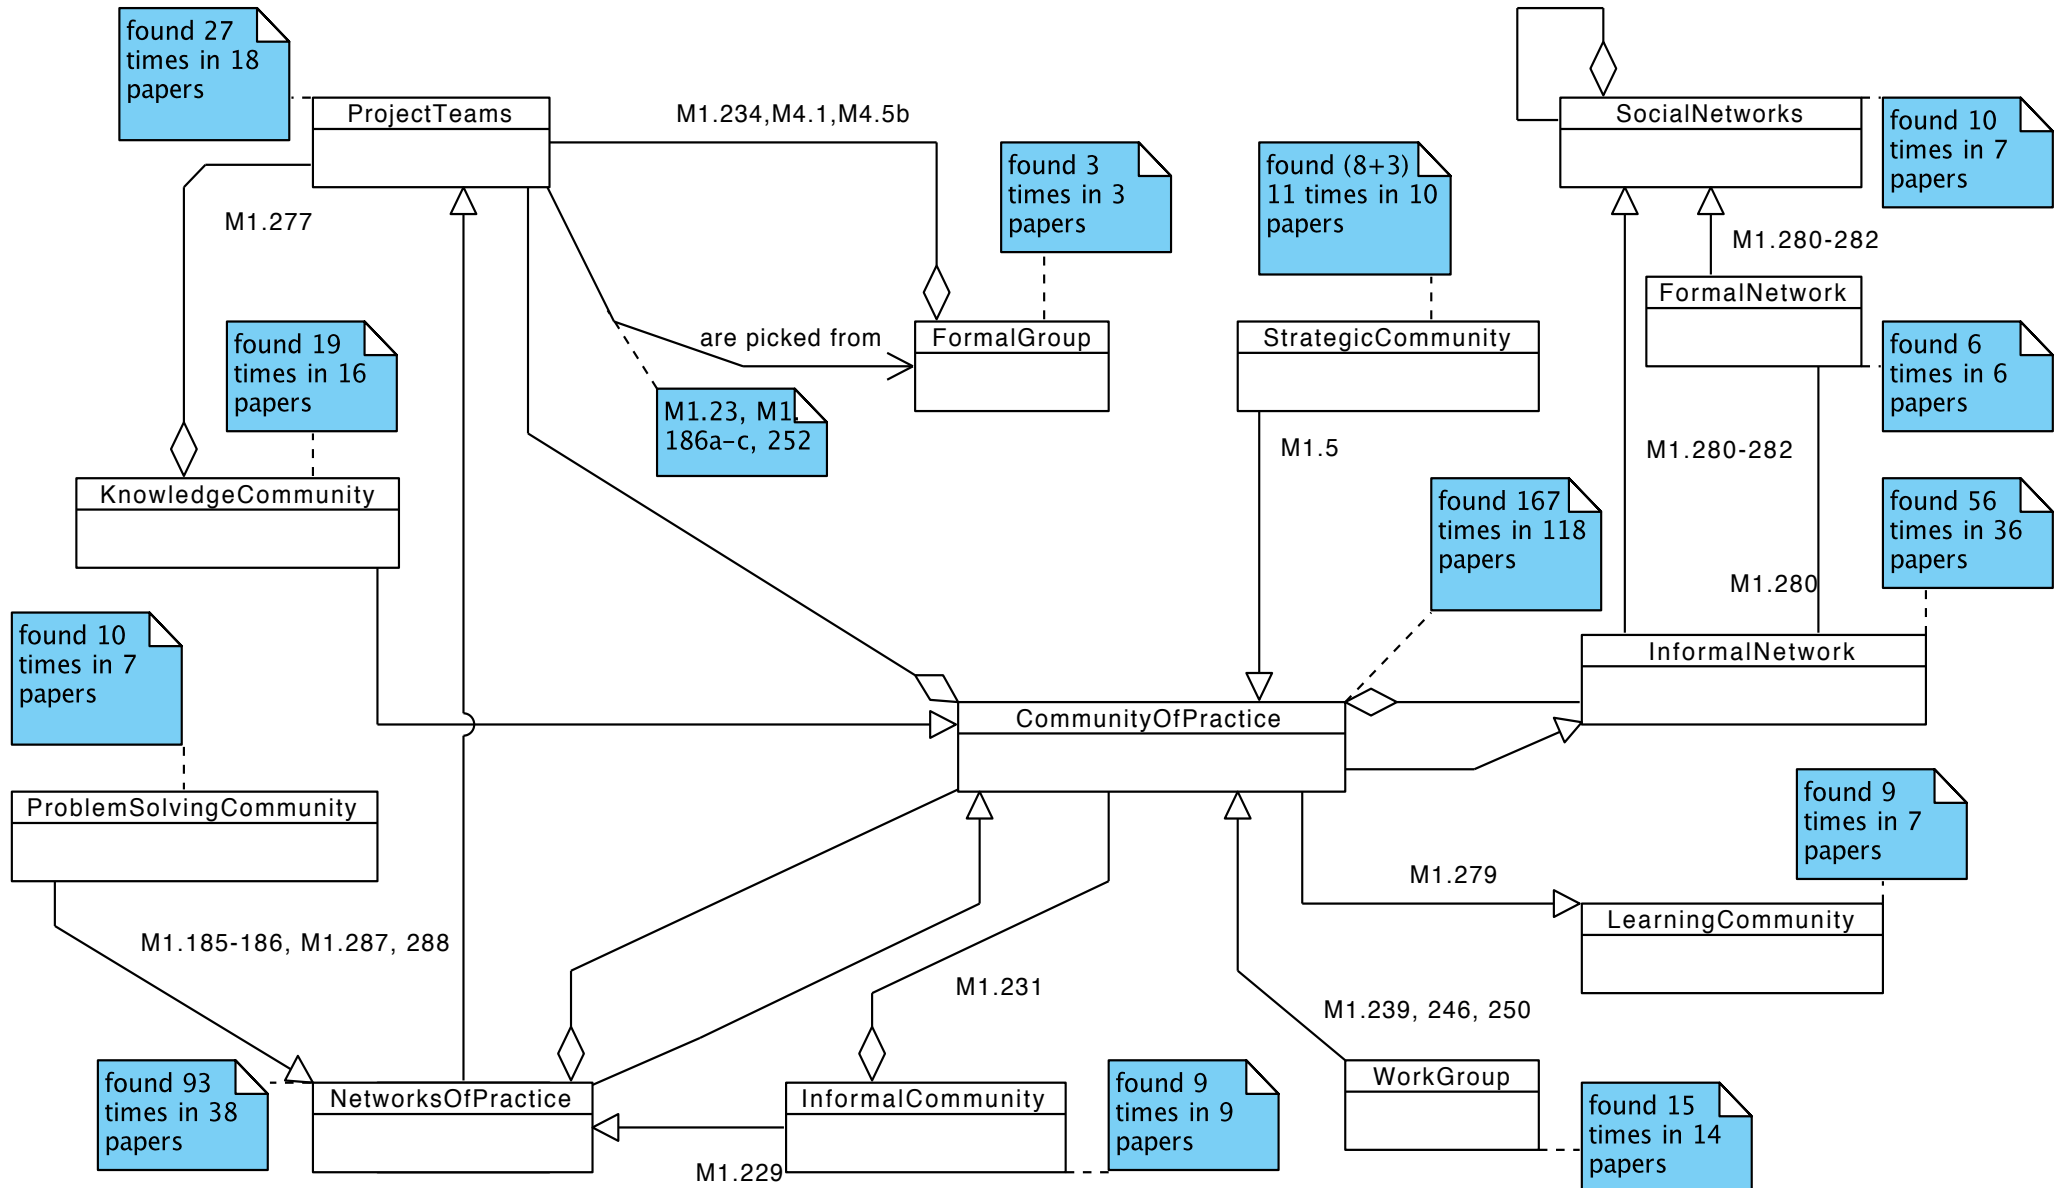 found 27
times in 18
papers
ProjectTeams
M1.234,M4.1,M4.5b
found 3
times in 3
papers
found (8+3)
11 times in 10
papers
SocialNetworks
found 10
times in 7
papers
M1.277
M1.280-282
FormalNetwork
found 19
times in 16
papers
are picked from
FormalGroup
StrategicCommunity
found 6
times in 6
papers
M1.23, M1.
186a-c, 252
M1.5
M1.280-282
KnowledgeCommunity
found 167
times in 118
papers
found 56
times in 36
papers
M1.280
found 10
times in 7
papers
InformalNetwork
CommunityOfPractice
ProblemSolvingCommunity
found 9
times in 7
papers
M1.279
LearningCommunity
M1.185-186, M1.287, 288
M1.231
M1.239, 246, 250
found 93
times in 38
papers
NetworksOfPractice
InformalCommunity
found 9
times in 9
papers
WorkGroup
found 15
times in 14
papers
M1.229